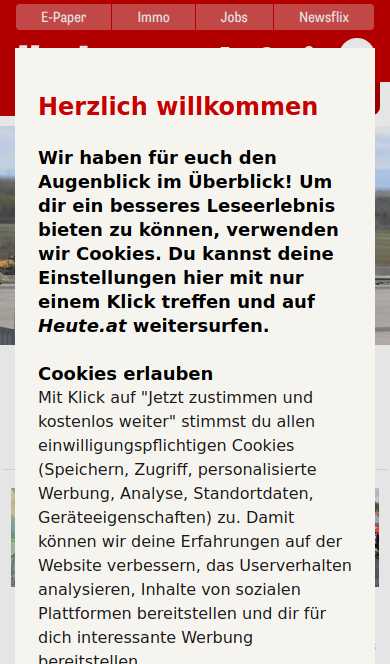 E-Paper Immo Jobs Newsflix
Herzlich willkommen
Wir haben für euch den
Augenblick im Überblick! Um
dir ein besseres Leseerlebnis
bieten zu können, verwenden
wir Cookies. Du kannst deine
Einstellungen hier mit nur
einem Klick treffen und auf
Heute.at weitersurfen.
Cookies erlauben
Mit Klick auf "Jetzt zustimmen und
kostenlos weiter" stimmst du allen
einwilligungspflichtigen Cookies
(Speichern, Zugriff, personalisierte
Werbung, Analyse, Standortdaten,
Geräteeigenschaften) zu. Damit
können wir deine Erfahrungen auf der
Website verbessern, das Userverhalten
analysieren, Inhalte von sozialen
Plattformen bereitstellen und dir für
dich interessante Werbung
bereitstellen